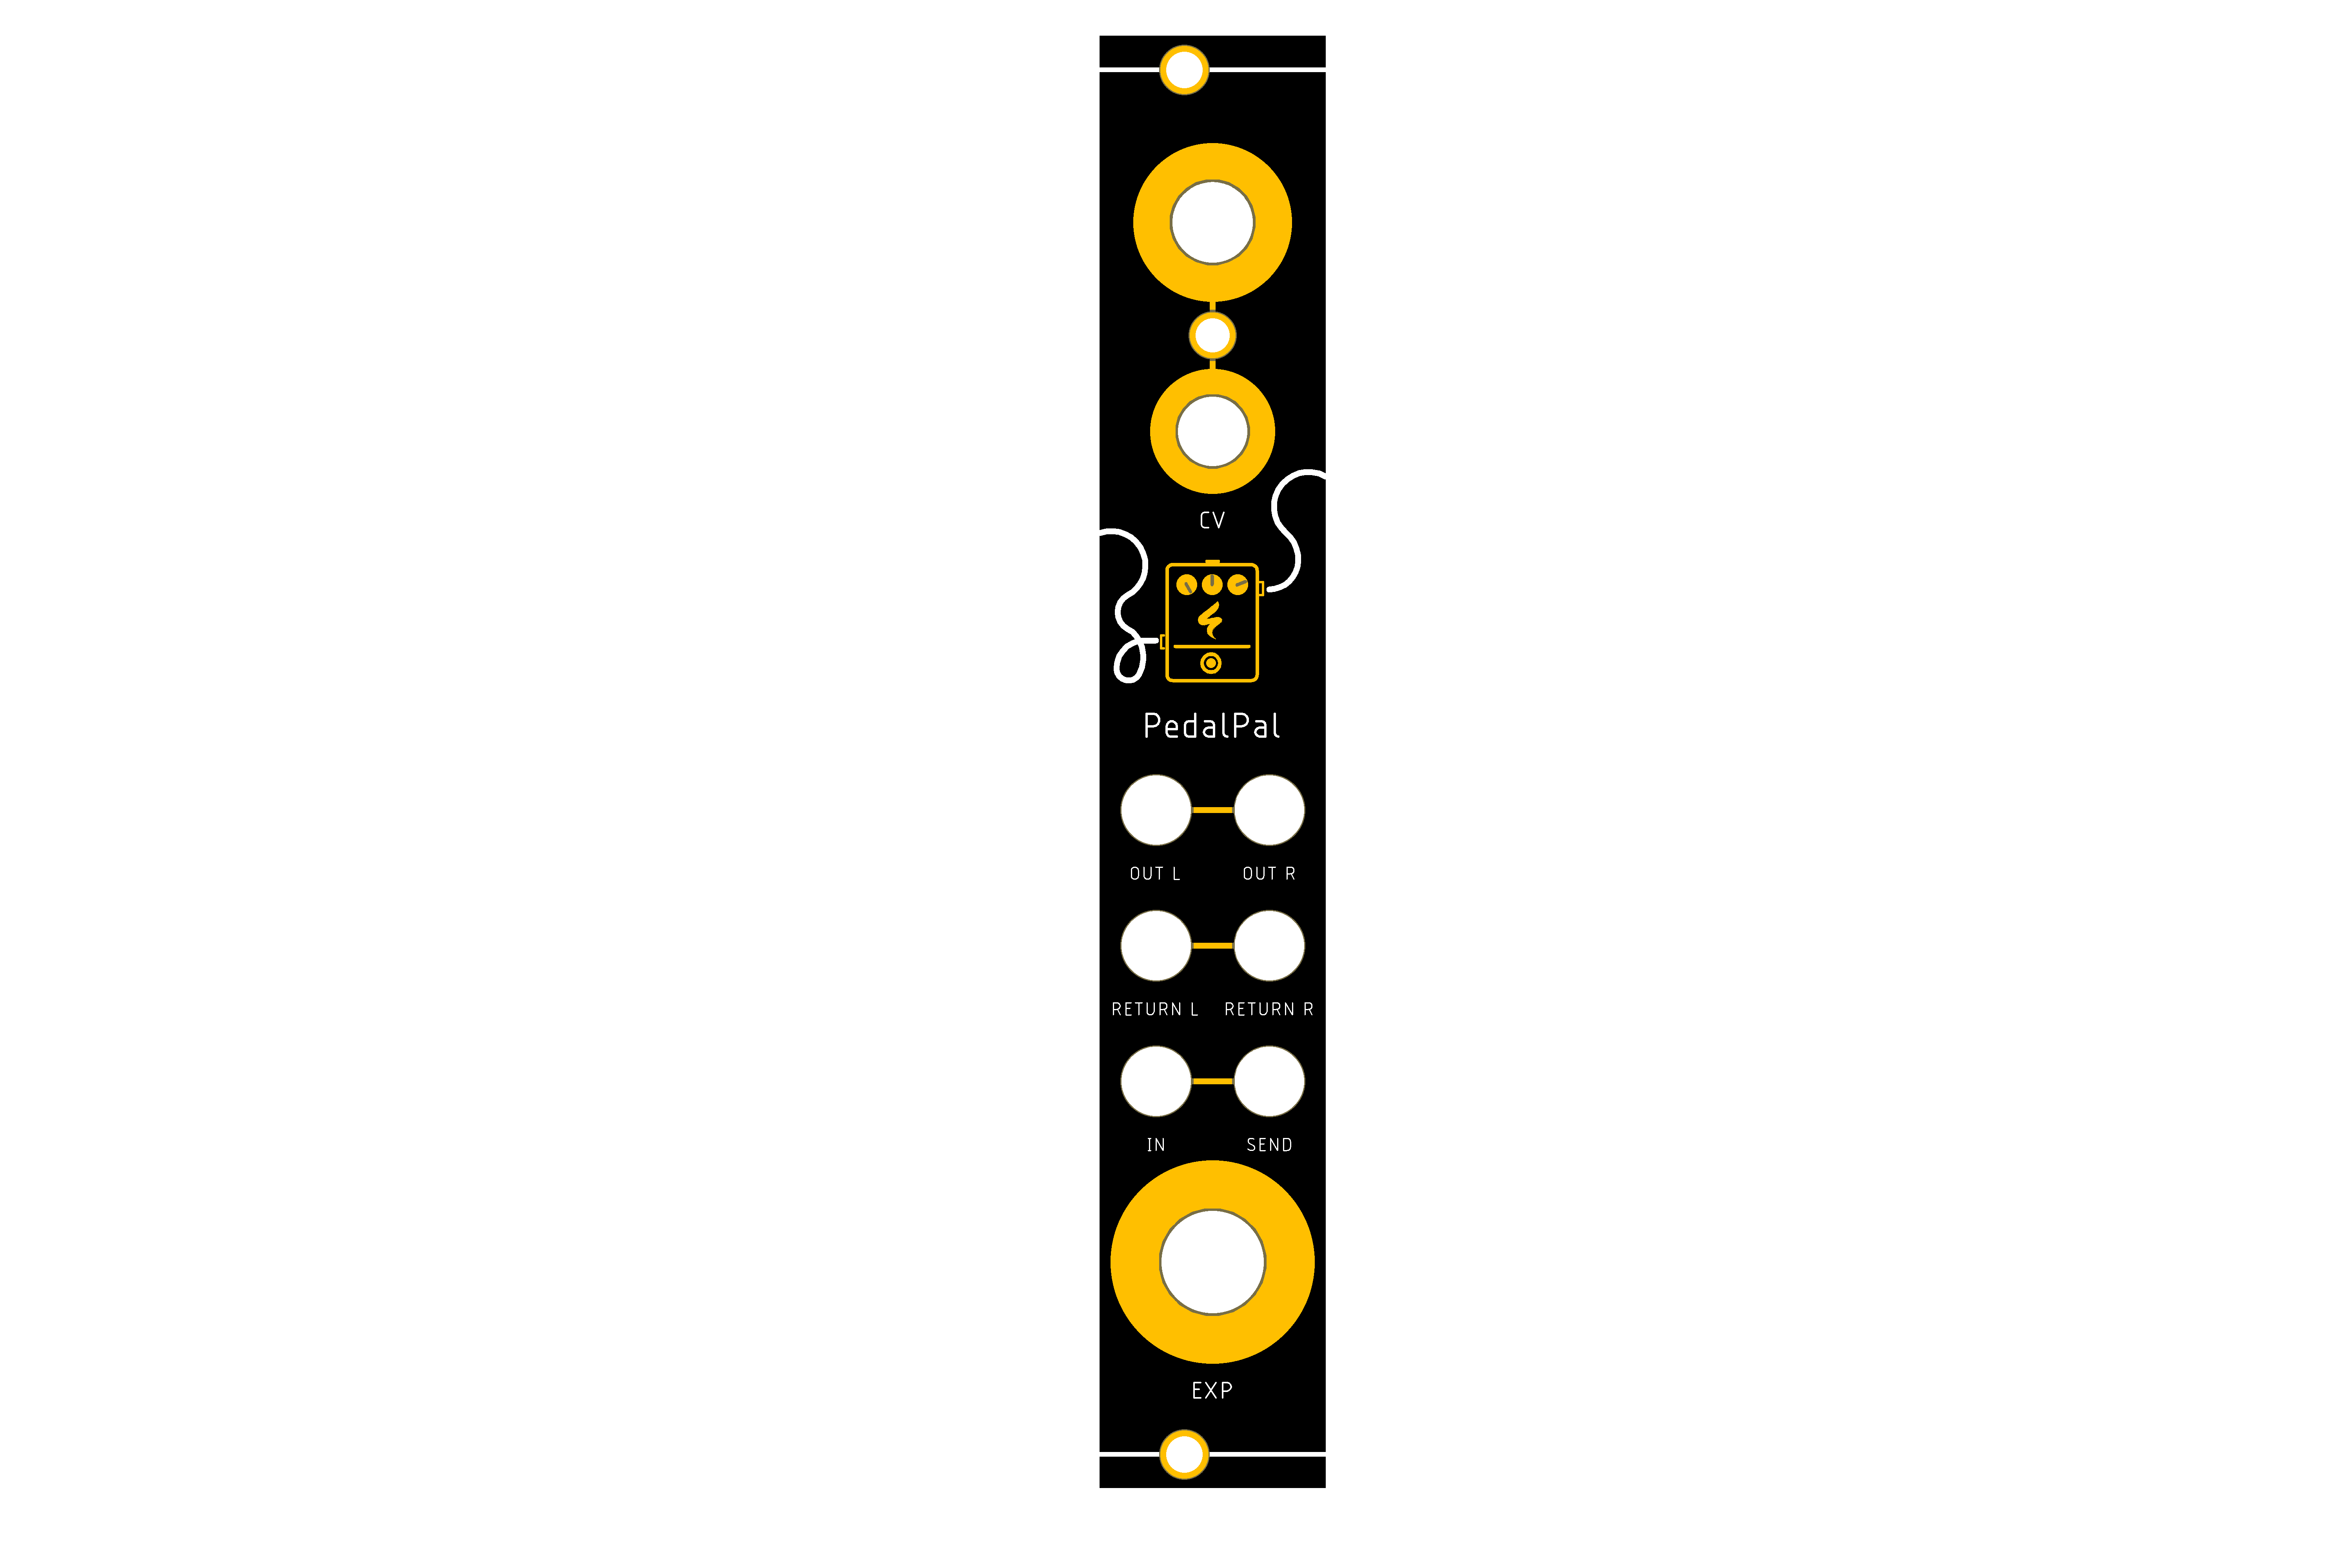 CV
PedalPal
OUT L OUT R
RETURN L RETURN R
IN SEND
EXP